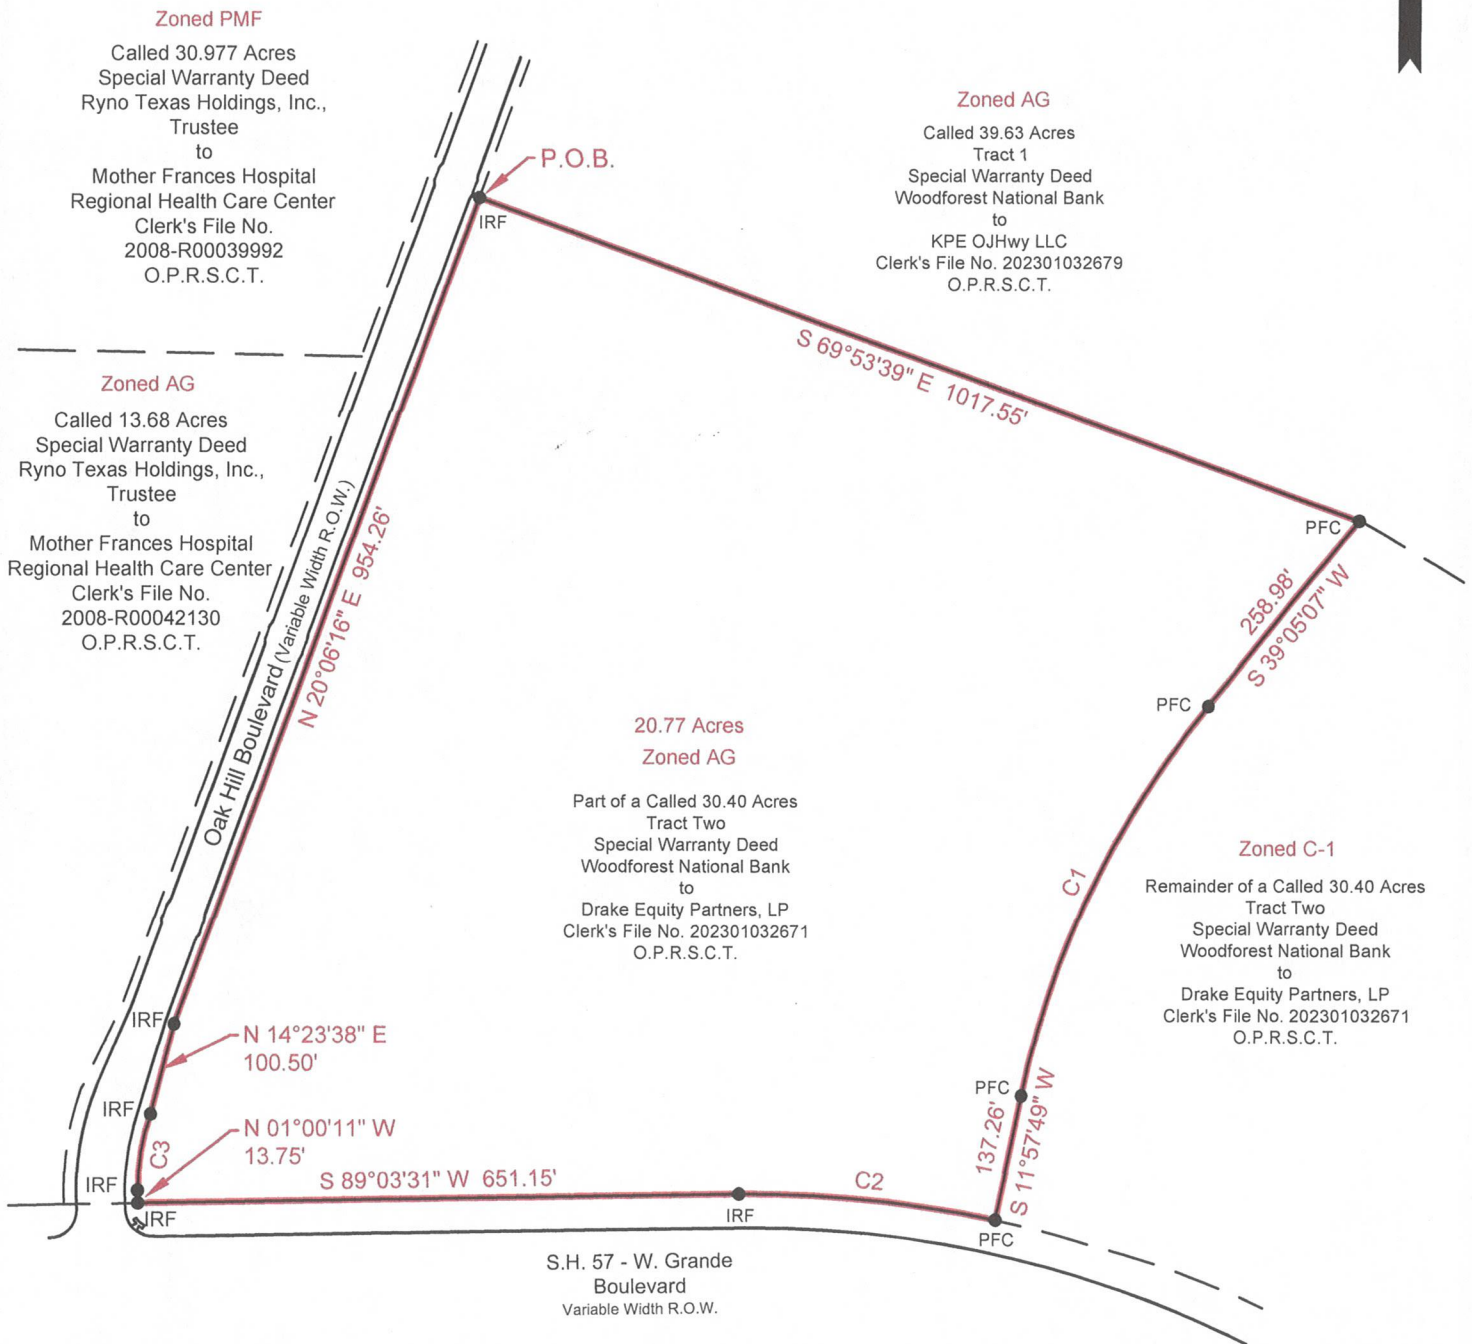 Zoned PMF
Called 30.977 Acres
Special Warranty Deed
Ryno Texas Holdings, Inc.,
Trustee
to
Mother Frances Hospital
Regional Health Care Center
Clerk's File No.
2008-R00039992
O.P.R.S.C.T.
Zoned AG
Called 13.68 Acres
Special Warranty Deed
Ryno Texas Holdings, Inc.,
Trustee
to
Mother Frances Hospital
Regional Health Care Center
Clerk's File No.
2008-R00042130
O.P.R.S.C.T.
Zoned AG
Called 39.63 Acres
Tract 1
Special Warranty Deed
Woodforest National Bank
to
KPE OJHwy LLC
Clerk's File No. 202301032679
O.P.R.S.C.T.
P.O.B.
IRF
S 69°53'39" E 1017.55'
PFC
258.98'
S 39°05'07" W
PFC
Oak Hill Boulevard (Variable Width R.O.W.)
N 20°06'16" E 954.26'
20.77 Acres
Zoned AG
Part of a Called 30.40 Acres
Tract Two
Special Warranty Deed
Woodforest National Bank
to
Drake Equity Partners, LP
Clerk's File No. 202301032671
O.P.R.S.C.T.
C1
Zoned C-1
Remainder of a Called 30.40 Acres
Tract Two
Special Warranty Deed
Woodforest National Bank
to
Drake Equity Partners, LP
Clerk's File No. 202301032671
O.P.R.S.C.T.
IRF
N 14°23'38" E
100.50'
IRF
C3
N 01°00'11" W
13.75'
IRF
IRF
S 89°03'31" W 651.15'
IRF
C2
PFC
137.26'
S 11°57'49" W
PFC
S.H. 57 - W. Grande
Boulevard
Variable Width R.O.W.